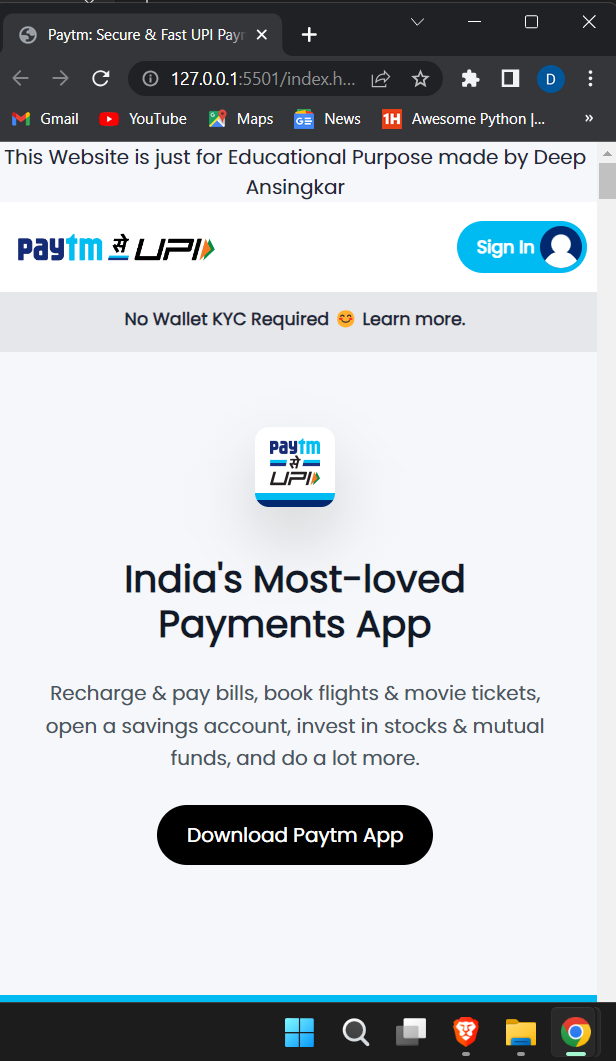 Paytm: Secure & Fast UPI Payn
127.0.0.1:5501/index.h...
D
Gmail
YouTube
Maps
GE
News
1H
Awesome Python |...
»
This Website is just for Educational Purpose made by Deep
Ansingkar
paytm से UPI
Sign In
No Wallet KYC Required 😊 Learn more.
paytm
से
UPI
India's Most-loved
Payments App
Recharge & pay bills, book flights & movie tickets,
open a savings account, invest in stocks & mutual
funds, and do a lot more.
Download Paytm App